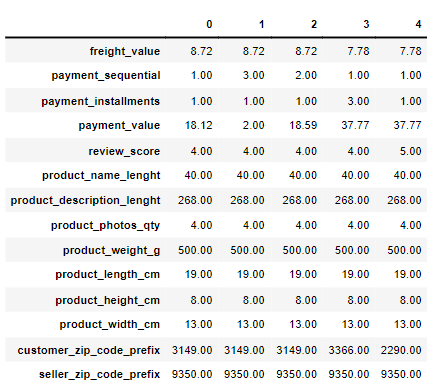 0 1 2 3 4
freight_value 8.72 8.72 8.72 7.78 7.78
payment_sequential 1.00 3.00 2.00 1.00 1.00
payment_installments 1.00 1.00 1.00 3.00 1.00
payment_value 18.12 2.00 18.59 37.77 37.77
review_score 4.00 4.00 4.00 4.00 5.00
product_name_lenght 40.00 40.00 40.00 40.00 40.00
product_description_lenght 268.00 268.00 268.00 268.00 268.00
product_photos_qty 4.00 4.00 4.00 4.00 4.00
product_weight_g 500.00 500.00 500.00 500.00 500.00
product_length_cm 19.00 19.00 19.00 19.00 19.00
product_height_cm 8.00 8.00 8.00 8.00 8.00
product_width_cm 13.00 13.00 13.00 13.00 13.00
customer_zip_code_prefix 3149.00 3149.00 3149.00 3366.00 2290.00
seller_zip_code_prefix 9350.00 9350.00 9350.00 9350.00 9350.00